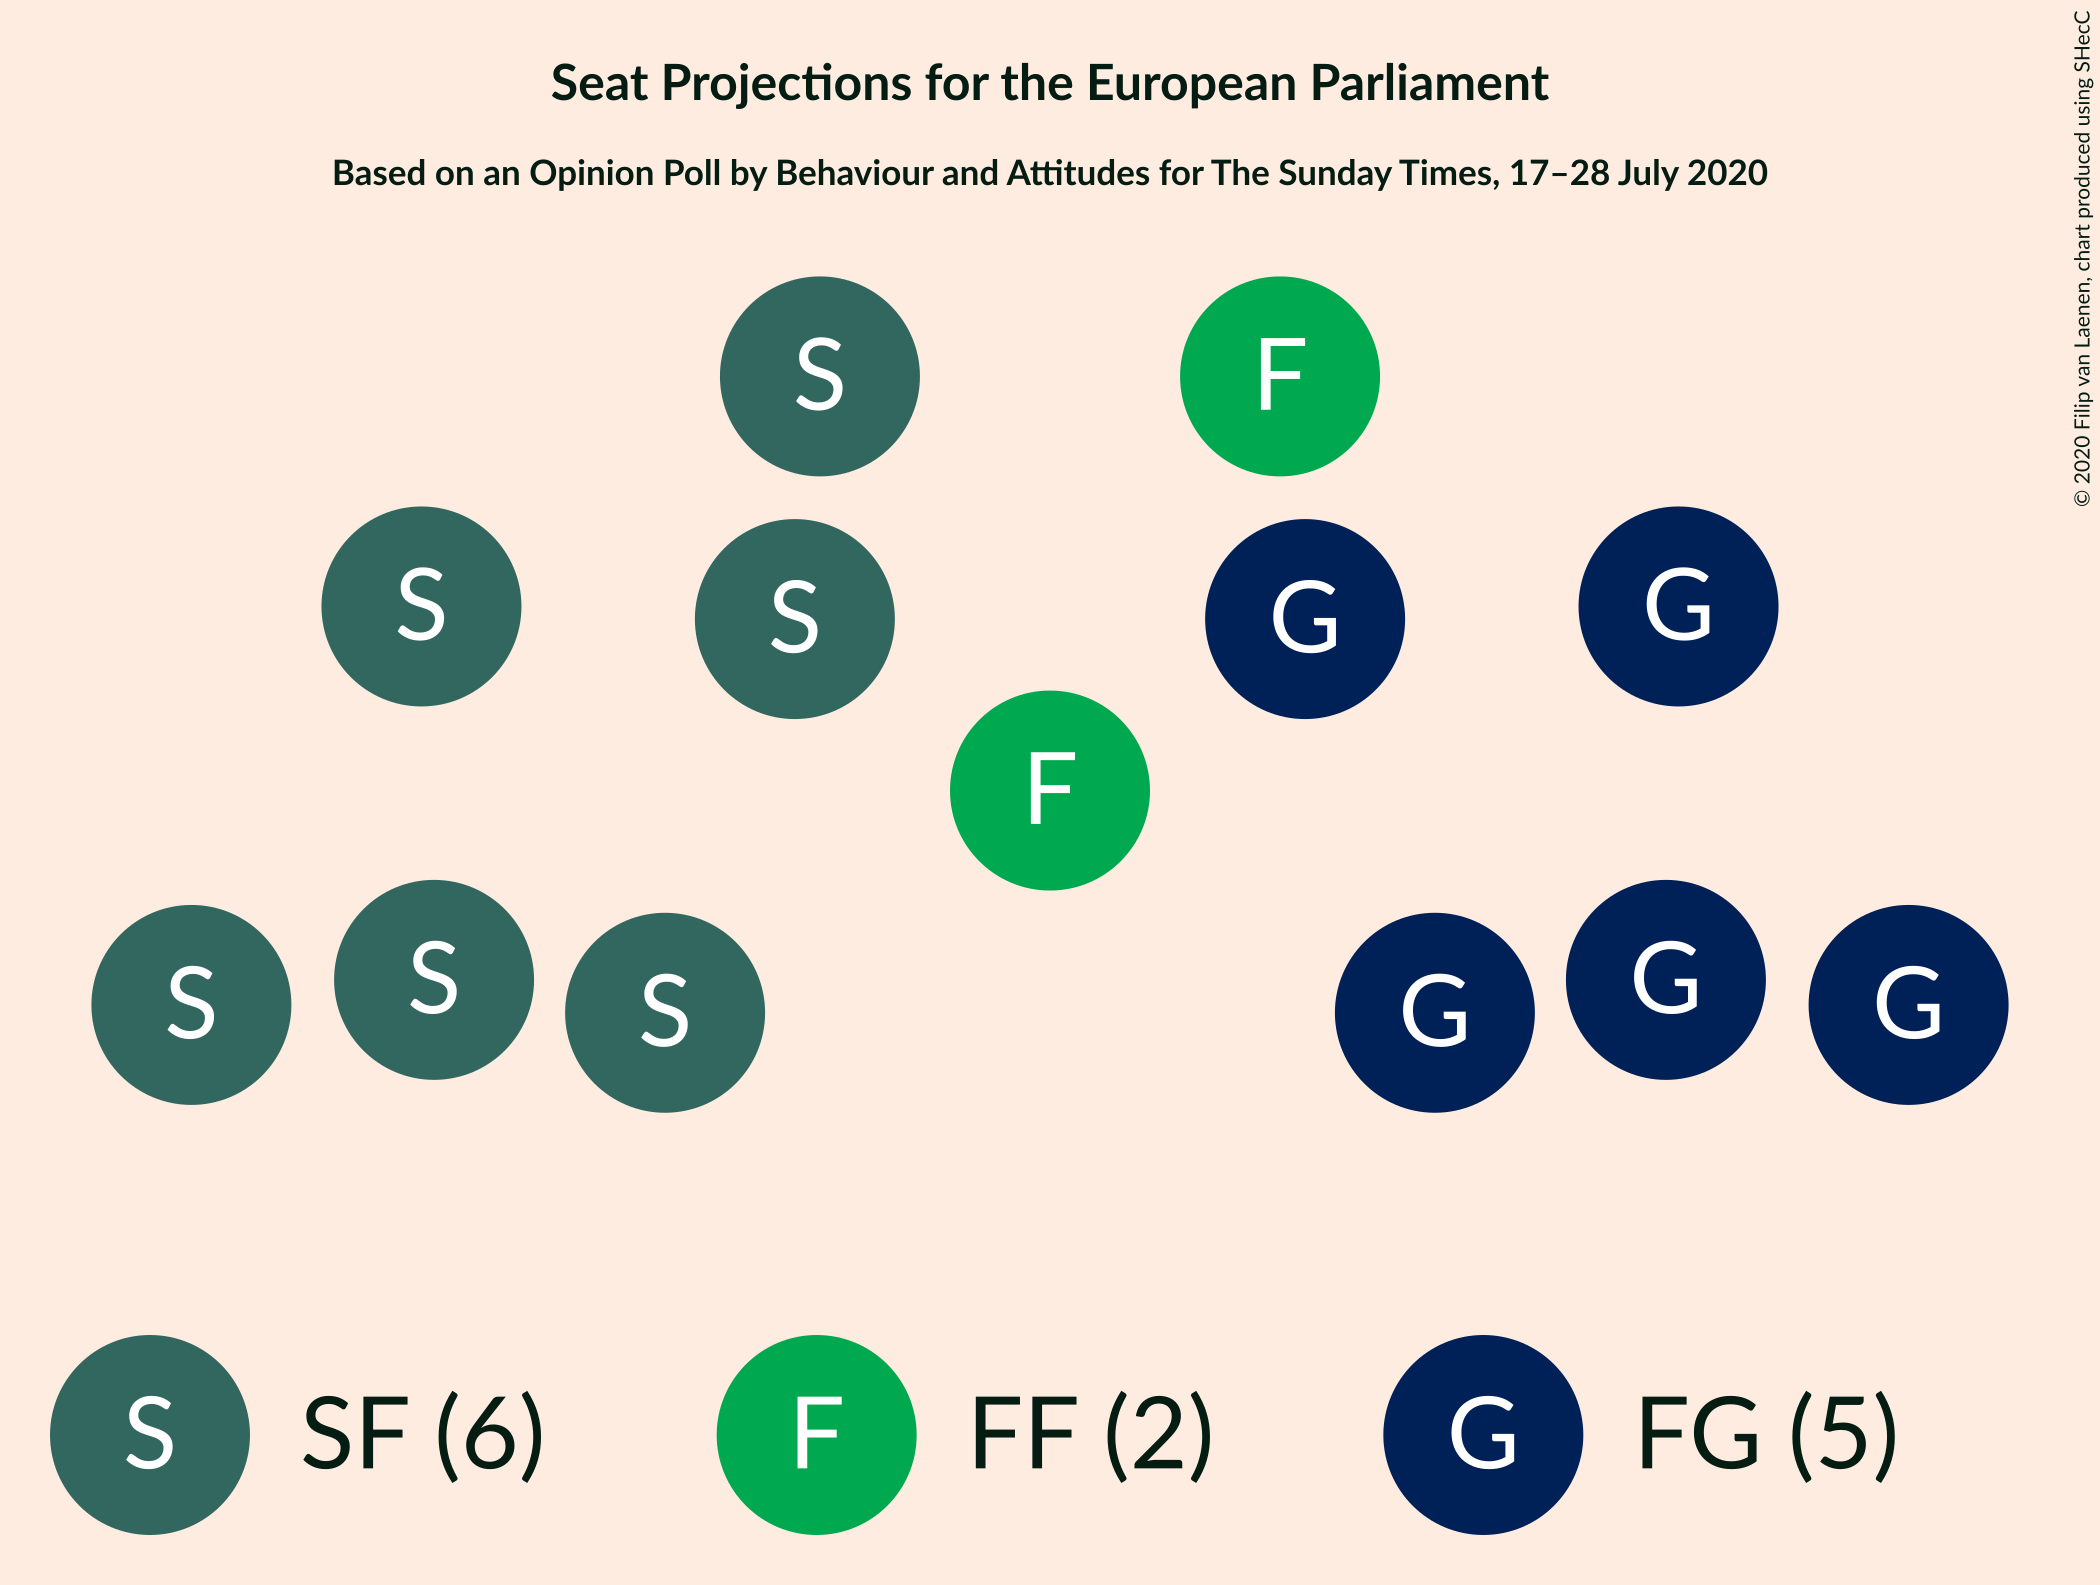 Seat Projections for the European Parliament
Based on an Opinion Poll by Behaviour and Attitudes for The Sunday Times, 17–28 July 2020
© 2020 Filip van Laenen, chart produced using SHecC
S F
S S G G
F
S S S G G G
S SF (6) F FF (2) G FG (5)